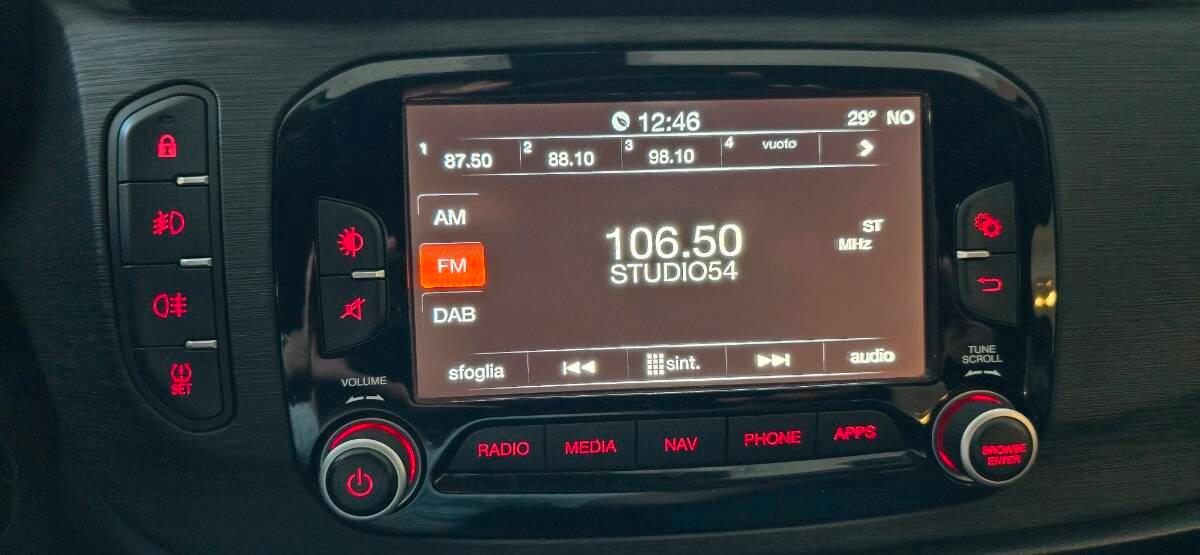 12:46 29° NO
1 87.50 2 88.10 3 98.10 4 vuoto
AM
FM
DAB
106.50
STUDIO54
ST
MHz
sfoglia sint. audio
SET
VOLUME
TUNE
SCROLL
RADIO MEDIA NAV PHONE APPS
BROWSE
ENTER